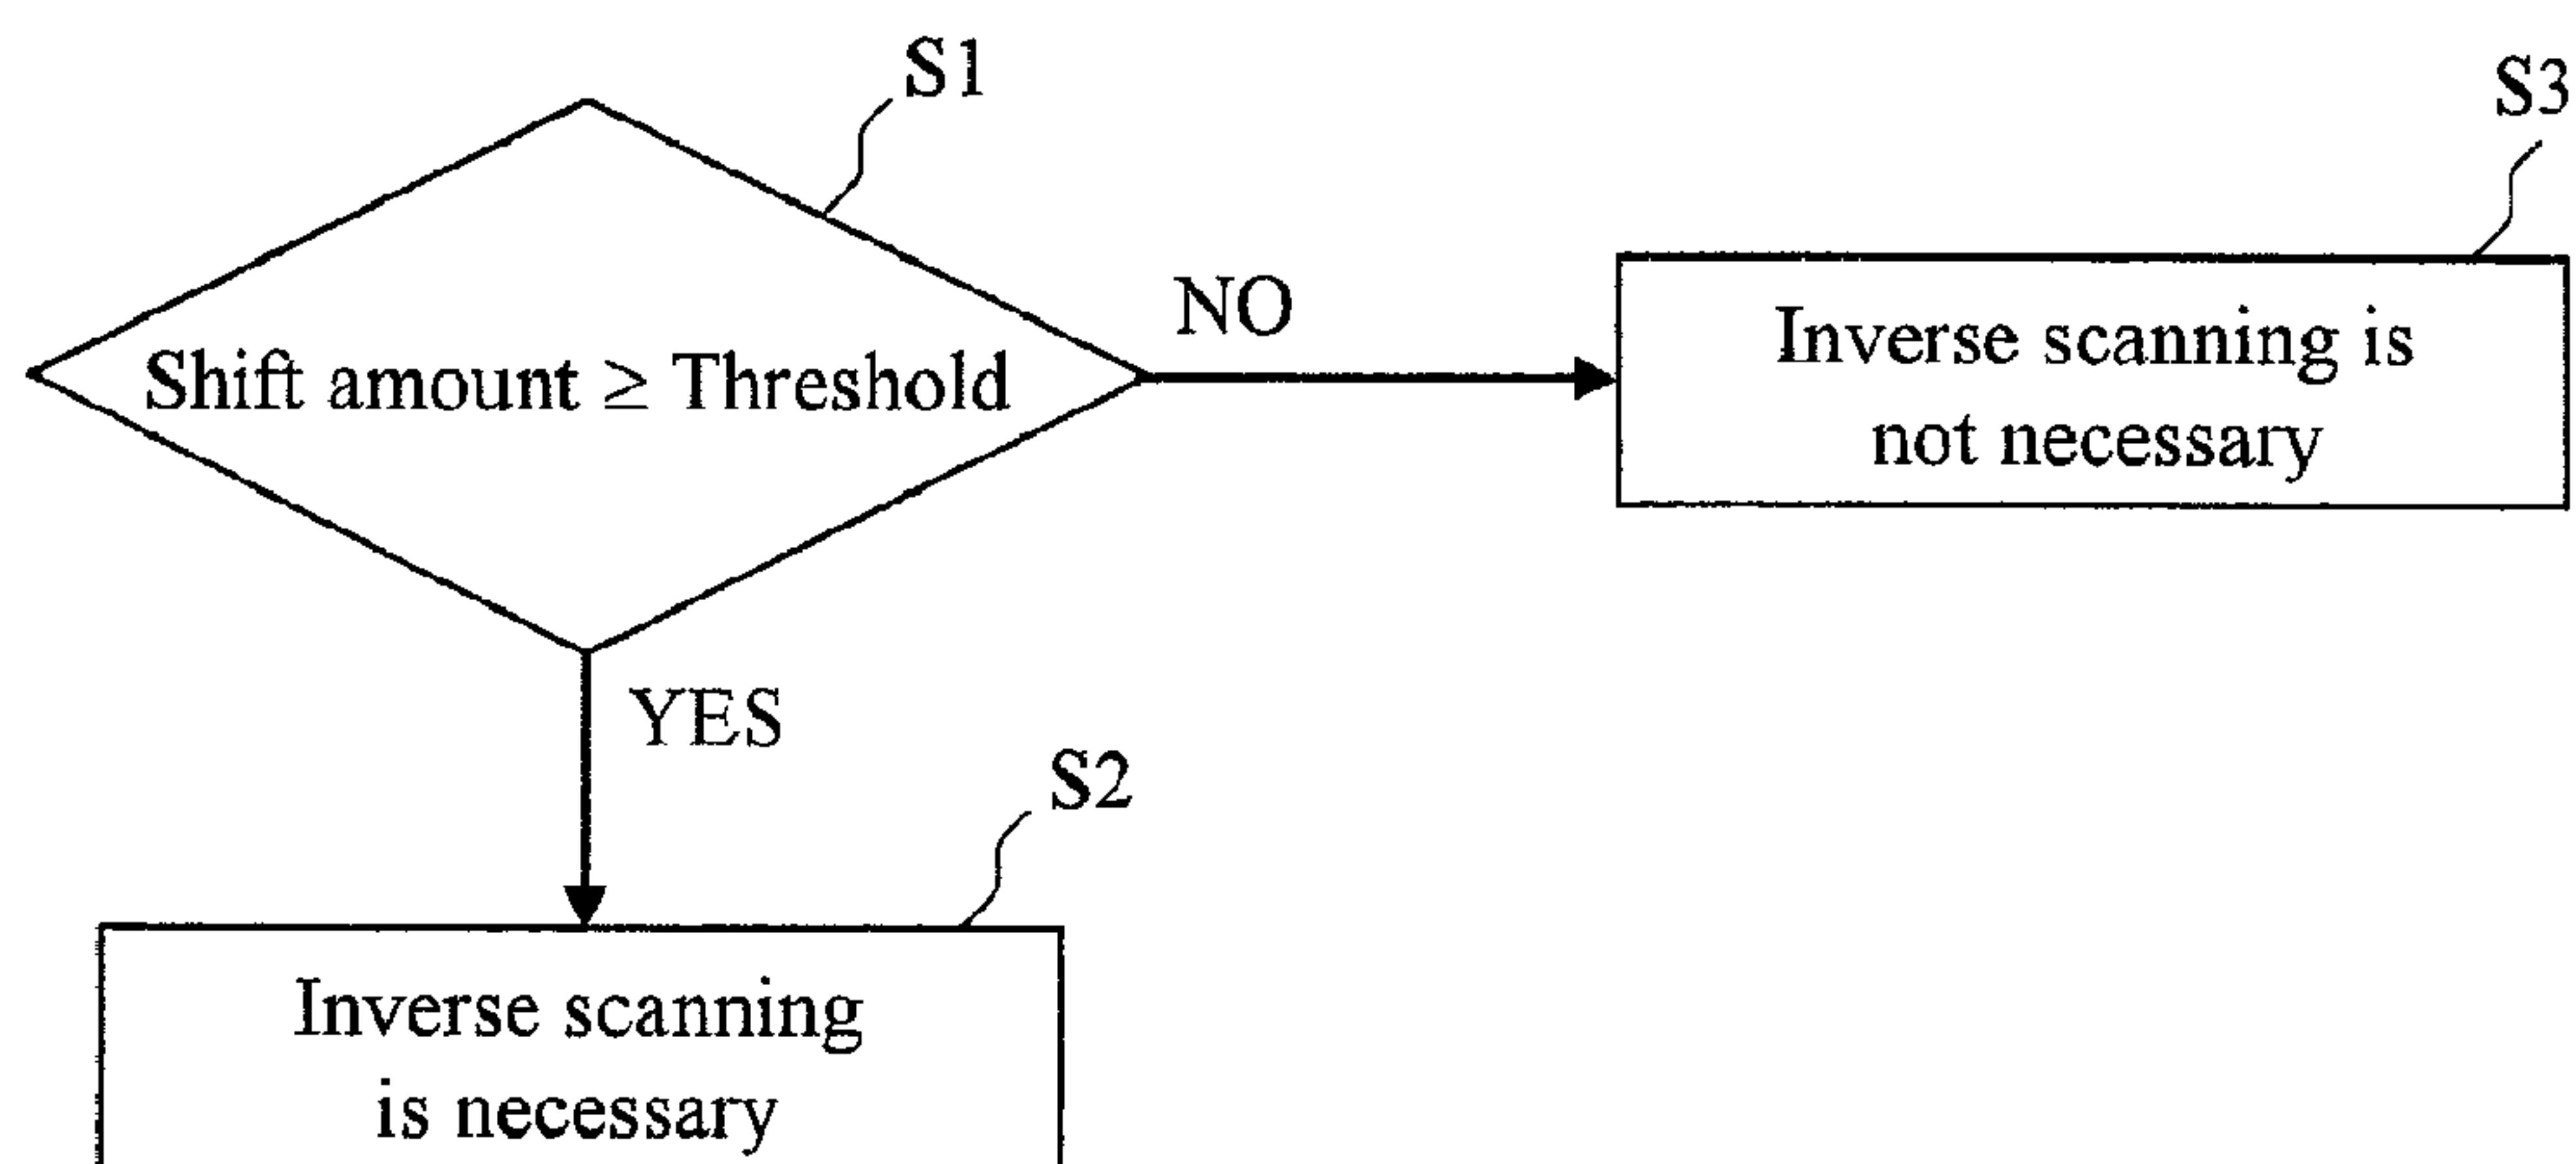 S1
S3
Shift amount ≥ Threshold
NO
Inverse scanning is
not necessary
YES
S2
Inverse scanning
is necessary